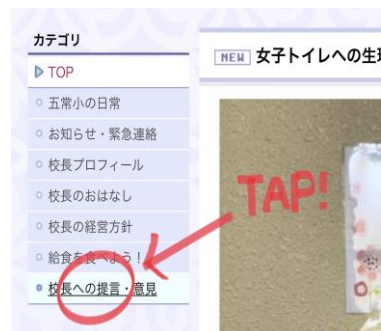 カテゴリ
TOP
五常小の日常
お知らせ・緊急連絡
校長プロフィール
校長のおはなし
校長の経営方針
給食を食べよう！
校長への提言・意見
NEW 女子トイレへの生理
TAP!